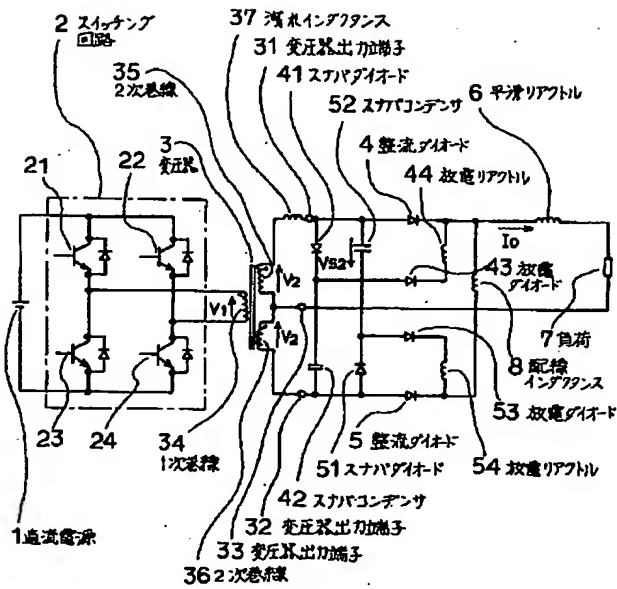 2 スイッチング
回路
37 漏れインダクタンス
31 変圧器出力端子
41 スナバダイオード
35
2次巻線
52 スナバコンデンサ
6 平滑リアクトル
3
変圧器
4 整流ダイオード
21
22
44 放電リアクトル
Io
VS2
V2
43 放電
ダイオード
V1
7 負荷
V2
8 配線
インダクタンス
23
24
34
1次巻線
53 放電ダイオード
5 整流ダイオード
51 スナバダイオード
54 放電リアクトル
42 スナバコンデンサ
1 直流電源
32 変圧器出力端子
33 変圧器出力端子
36 2次巻線